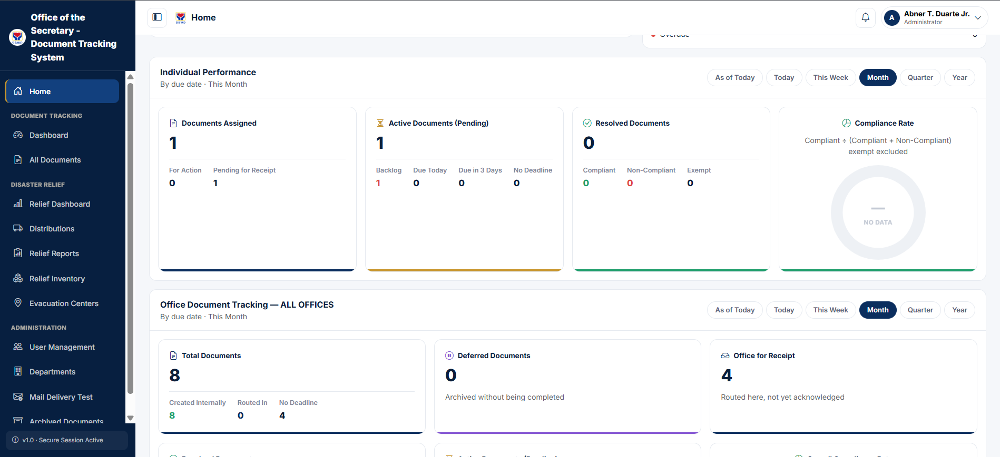 Office of the
Secretary -
Document Tracking
System
DSWD
Home
DOCUMENT TRACKING
Dashboard
All Documents
DISASTER RELIEF
Relief Dashboard
Distributions
Relief Reports
Relief Inventory
Evacuation Centers
ADMINISTRATION
User Management
Departments
Mail Delivery Test
Archived Documents
v1.0 · Secure Session Active
DSWD
Home
A
Abner T. Duarte Jr.
Administrator
Overdue
Individual Performance
By due date · This Month
As of Today Today This Week Month Quarter Year
Documents Assigned
1
For Action Pending for Receipt
0 1
Active Documents (Pending)
1
Backlog Due Today Due in 3 Days No Deadline
1 0 0 0
Resolved Documents
0
Compliant Non-Compliant Exempt
0 0 0
Compliance Rate
Compliant ÷ (Compliant + Non-Compliant)
exempt excluded
—
NO DATA
Office Document Tracking — ALL OFFICES
By due date · This Month
As of Today Today This Week Month Quarter Year
Total Documents
8
Created Internally Routed In No Deadline
8 0 4
Deferred Documents
0
Archived without being completed
Office for Receipt
4
Routed here, not yet acknowledged